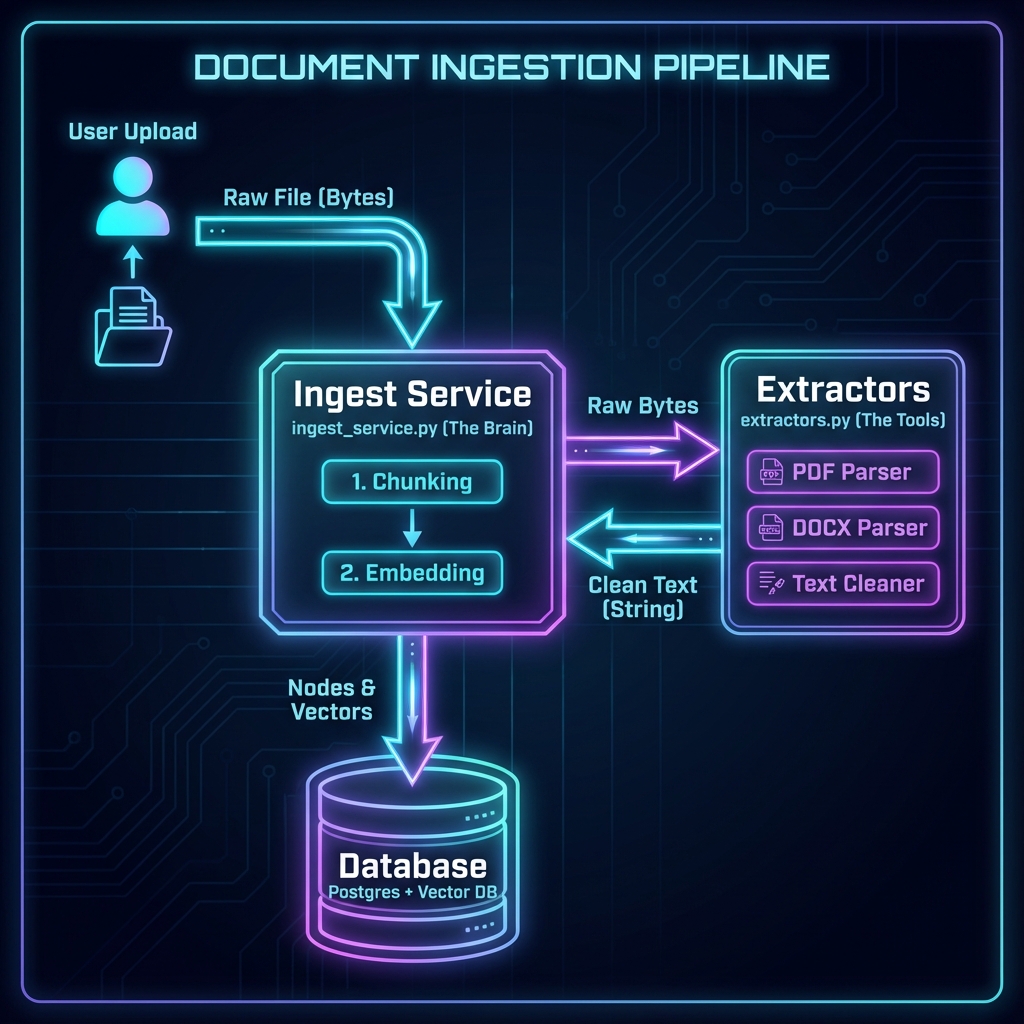 DOCUMENT INGESTION PIPELINE
User Upload
Raw File (Bytes)
Ingest Service
ingest_service.py (The Brain)
1. Chunking
2. Embedding
Raw Bytes
Clean Text
(String)
Extractors
extractors.py (The Tools)
PDF Parser
DOCX Parser
Text Cleaner
Nodes &
Vectors
Database
Postgres + Vector DB